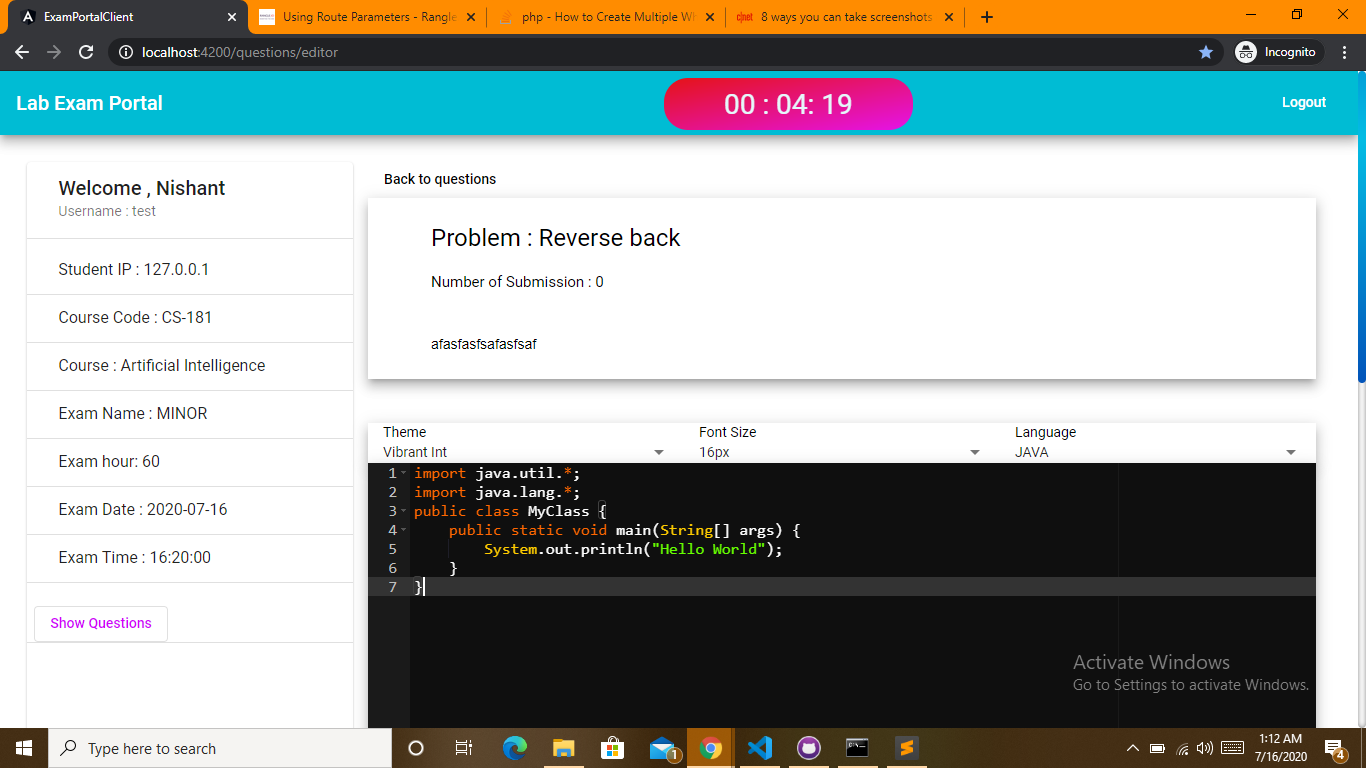 ExamPortalClient
Using Route Parameters - Rangle
php - How to Create Multiple Wh
c|net 8 ways you can take screenshots
localhost:4200/questions/editor
Incognito
Lab Exam Portal
00 : 04: 19
Logout
Welcome , Nishant
Username : test
Student IP : 127.0.0.1
Course Code : CS-181
Course : Artificial Intelligence
Exam Name : MINOR
Exam hour: 60
Exam Date : 2020-07-16
Exam Time : 16:20:00
Show Questions
Back to questions
Problem : Reverse back
Number of Submission : 0
afasfasfsafasfsaf
Theme
Vibrant Int
Font Size
16px
Language
JAVA
1 import java.util.*;
2 import java.lang.*;
3 public class MyClass {
4 public static void main(String[] args) {
5 System.out.println("Hello World");
6 }
7 }
Activate Windows
Go to Settings to activate Windows.
Type here to search
1
1:12 AM
7/16/2020
4